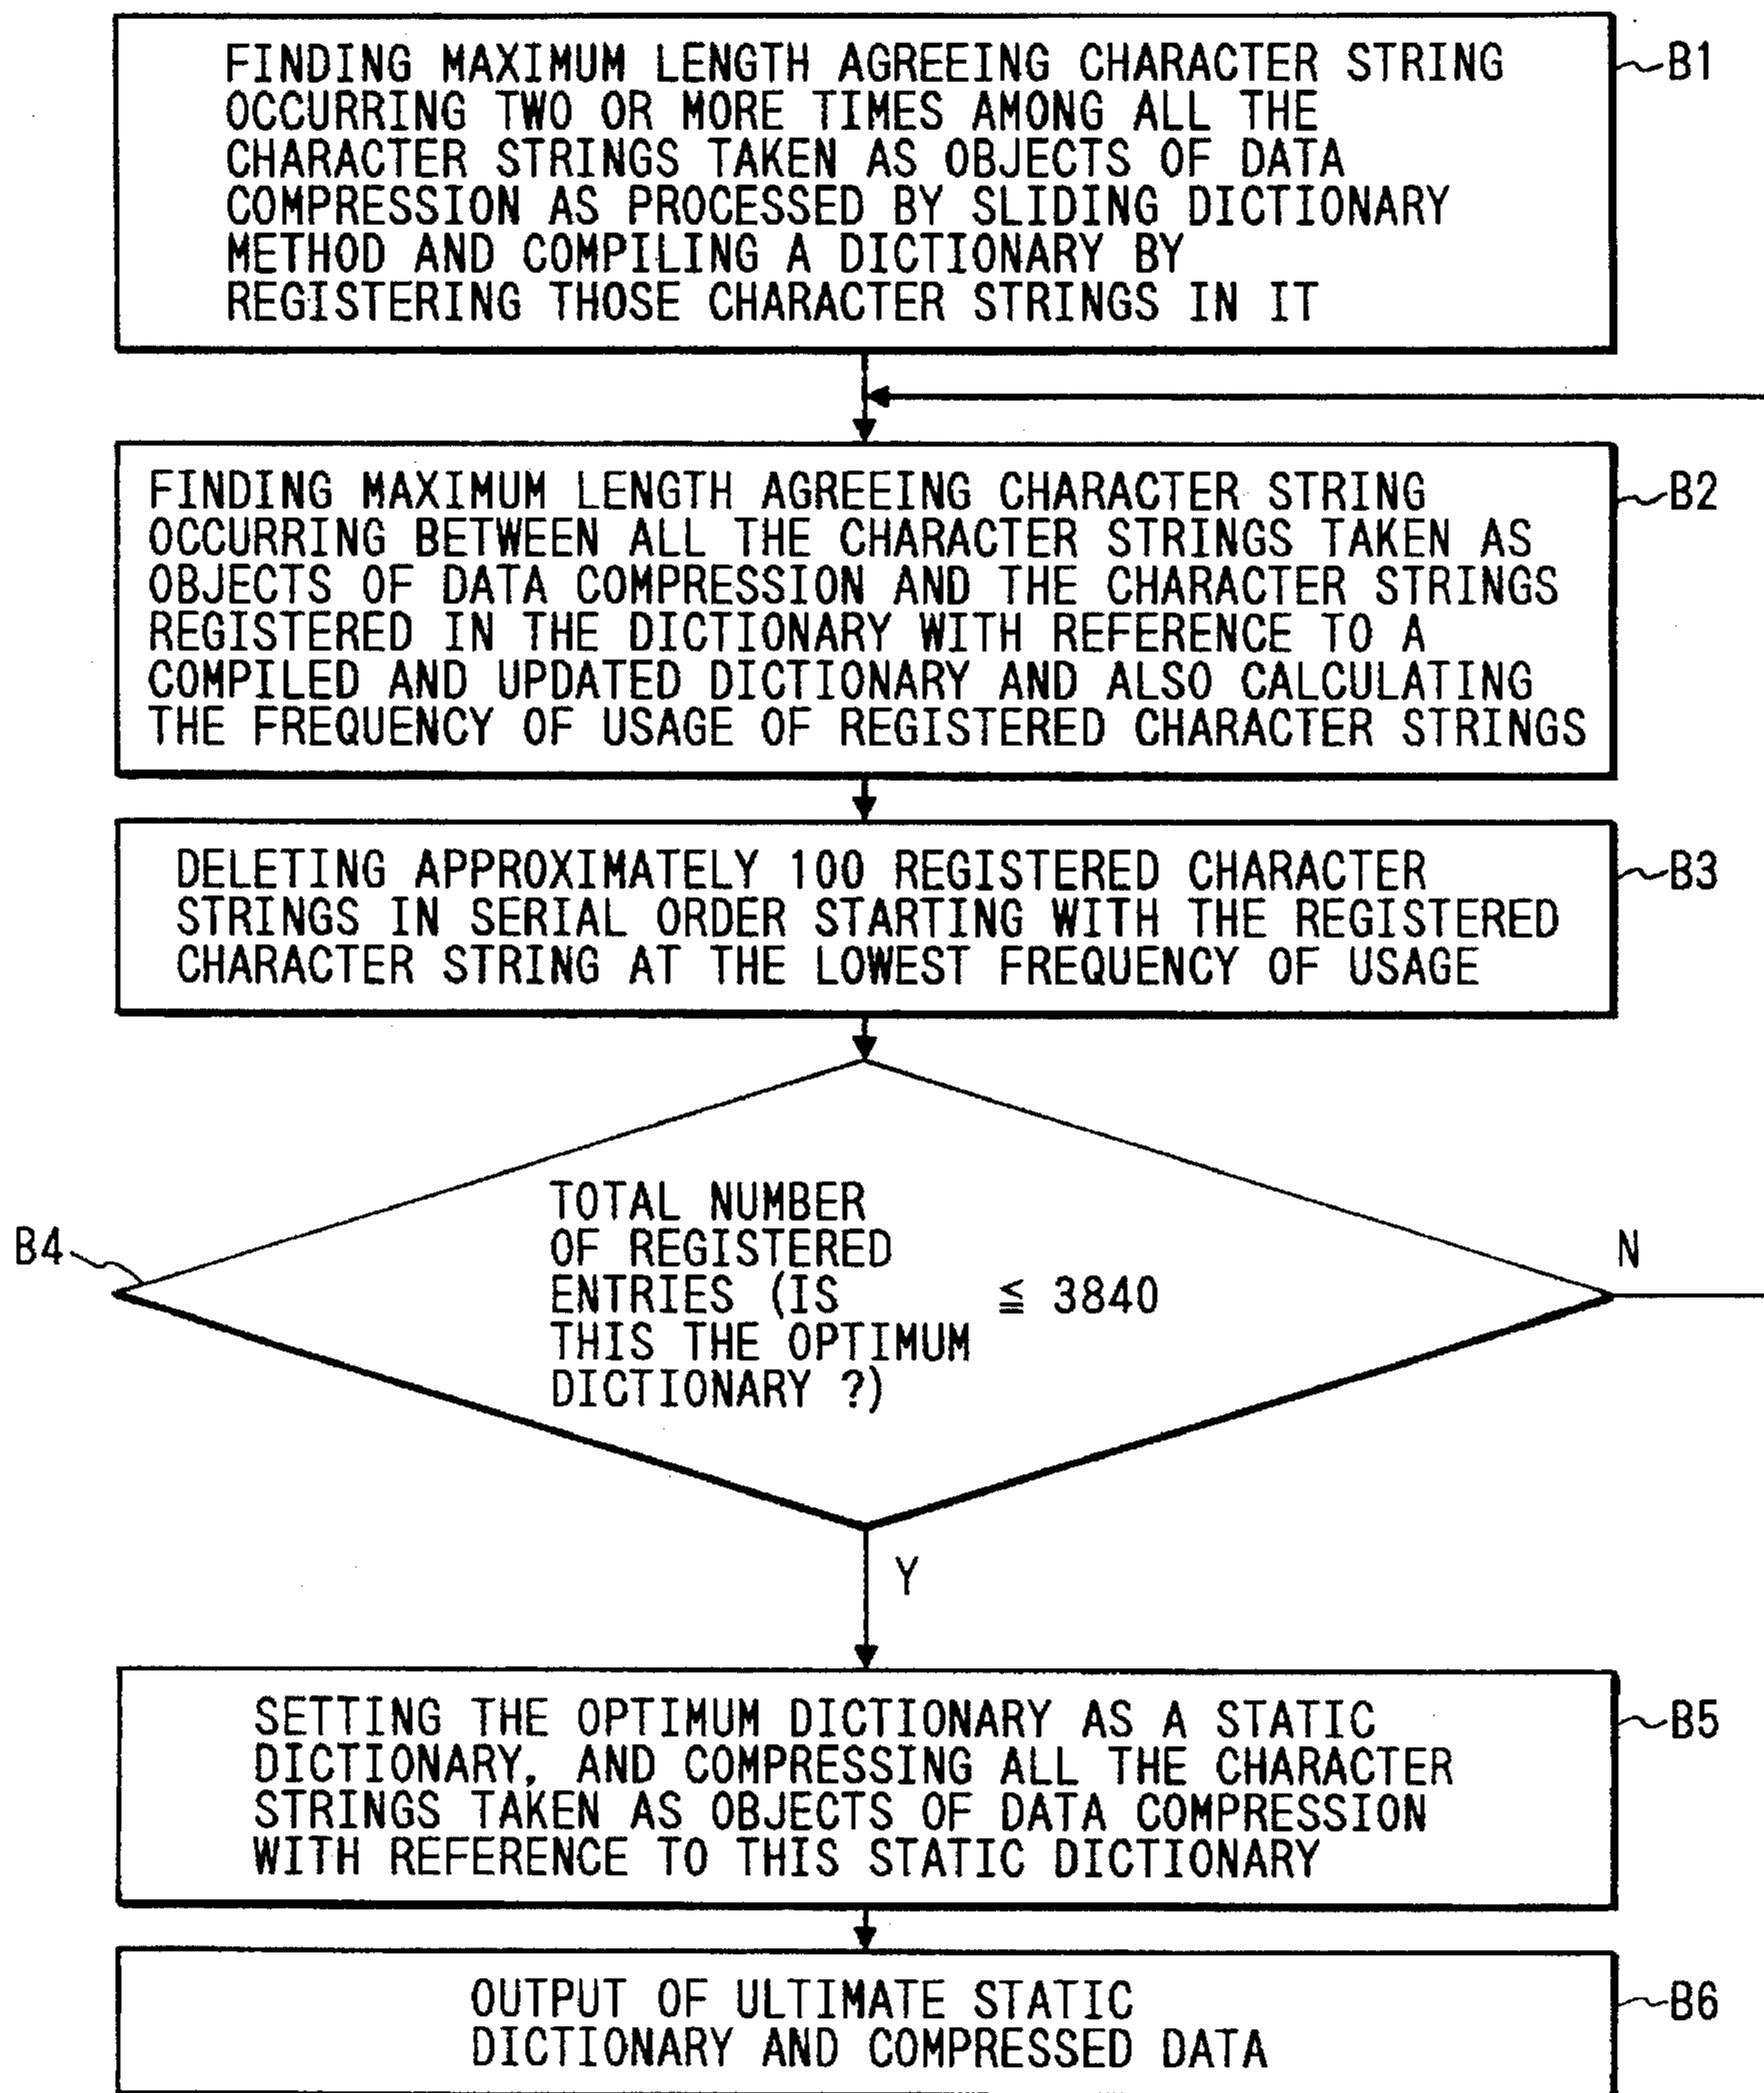 FINDING MAXIMUM LENGTH AGREEING CHARACTER STRING
OCCURRING TWO OR MORE TIMES AMONG ALL THE
CHARACTER STRINGS TAKEN AS OBJECTS OF DATA
COMPRESSION AS PROCESSED BY SLIDING DICTIONARY
METHOD AND COMPILING A DICTIONARY BY
REGISTERING THOSE CHARACTER STRINGS IN IT
B1
FINDING MAXIMUM LENGTH AGREEING CHARACTER STRING
OCCURRING BETWEEN ALL THE CHARACTER STRINGS TAKEN AS
OBJECTS OF DATA COMPRESSION AND THE CHARACTER STRINGS
REGISTERED IN THE DICTIONARY WITH REFERENCE TO A
COMPILED AND UPDATED DICTIONARY AND ALSO CALCULATING
THE FREQUENCY OF USAGE OF REGISTERED CHARACTER STRINGS
B2
DELETING APPROXIMATELY 100 REGISTERED CHARACTER
STRINGS IN SERIAL ORDER STARTING WITH THE REGISTERED
CHARACTER STRING AT THE LOWEST FREQUENCY OF USAGE
B3
B4
TOTAL NUMBER
OF REGISTERED
ENTRIES (IS ≦ 3840
THIS THE OPTIMUM
DICTIONARY ?)
N
Y
SETTING THE OPTIMUM DICTIONARY AS A STATIC
DICTIONARY, AND COMPRESSING ALL THE CHARACTER
STRINGS TAKEN AS OBJECTS OF DATA COMPRESSION
WITH REFERENCE TO THIS STATIC DICTIONARY
B5
OUTPUT OF ULTIMATE STATIC
DICTIONARY AND COMPRESSED DATA
B6